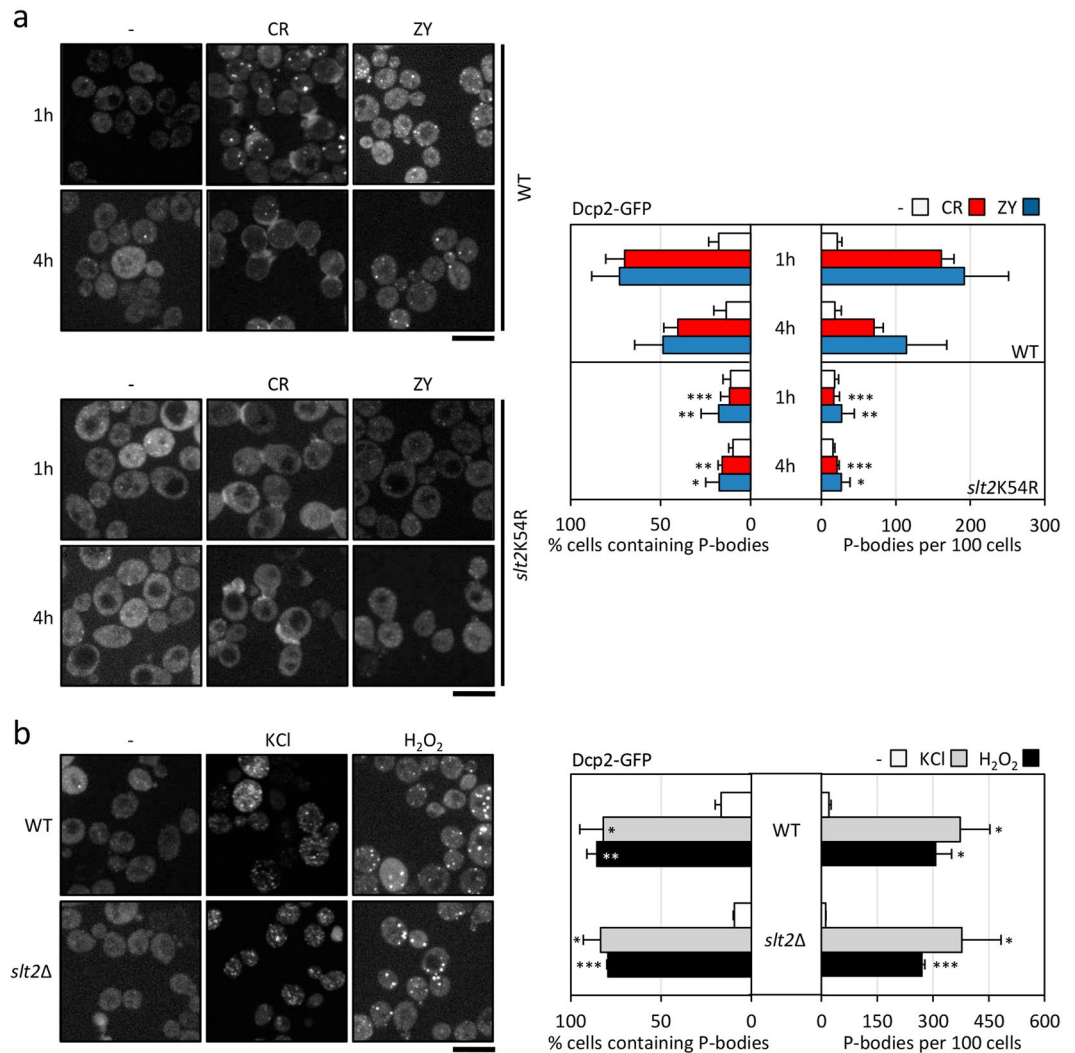 a
- CR ZY
1h
4h
WT
- CR ZY
1h
4h
slt2K54R
Dcp2-GFP - CR ZY
1h
4h
WT
*** 1h ***
** **
** 4h ***
* *
slt2K54R
100 50 0 0 100 200 300
% cells containing P-bodies P-bodies per 100 cells
b
- KCl H₂O₂
WT
slt2Δ
Dcp2-GFP - KCl H₂O₂
WT
* *
** *
slt2Δ
* *
*** ***
100 50 0 0 150 300 450 600
% cells containing P-bodies P-bodies per 100 cells